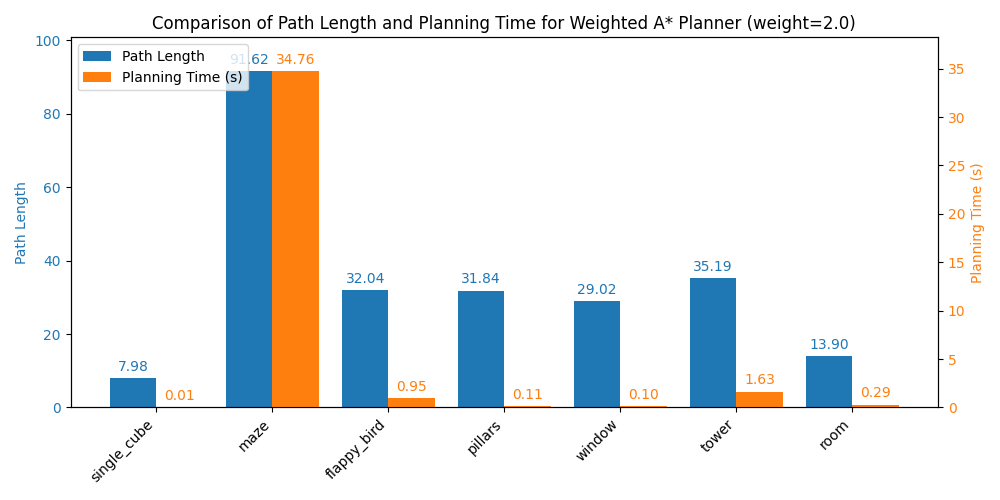 Comparison of Path Length and Planning Time for Weighted A* Planner (weight=2.0)
Path Length
Planning Time (s)
100
80
60
40
20
0
Path Length
35
30
25
20
15
10
5
0
Planning Time (s)
91.62
34.76
7.98
0.01
32.04
0.95
31.84
0.11
29.02
0.10
35.19
1.63
13.90
0.29
single_cube
maze
flappy_bird
pillars
window
tower
room